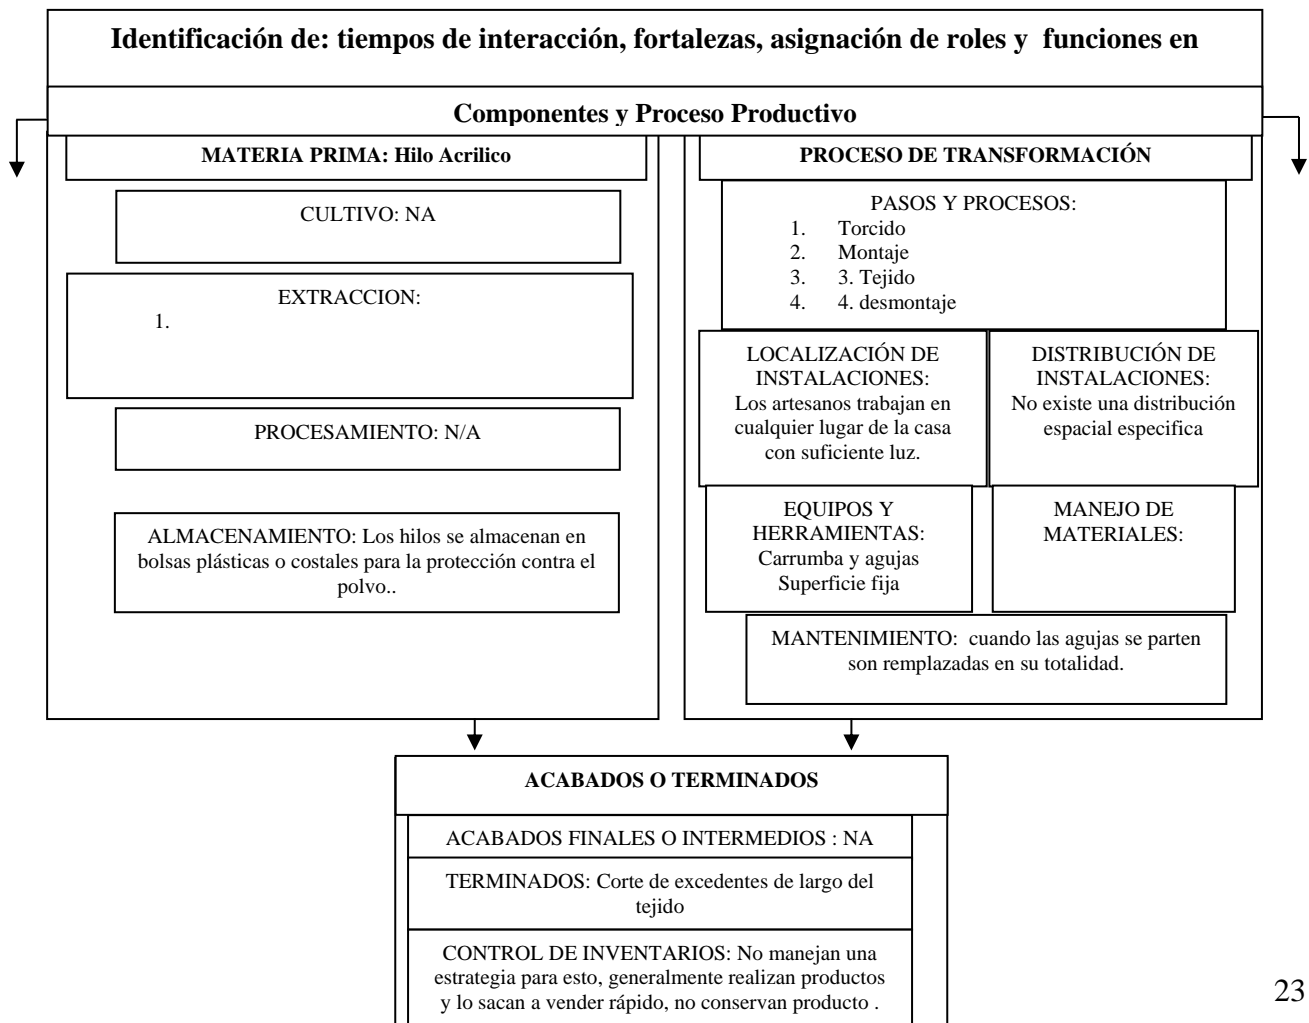 Identificación de: tiempos de interacción, fortalezas, asignación de roles y  funciones en
Componentes y Proceso Productivo
MATERIA PRIMA: Hilo Acrilico
CULTIVO: NA
EXTRACCION:
1.
PROCESAMIENTO: N/A
ALMACENAMIENTO: Los hilos se almacenan en
bolsas plásticas o costales para la protección contra el
polvo..
PROCESO DE TRANSFORMACIÓN
PASOS Y PROCESOS:
1. Torcido
2. Montaje
3. 3. Tejido
4. 4. desmontaje
LOCALIZACIÓN DE
INSTALACIONES:
Los artesanos trabajan en
cualquier lugar de la casa
con suficiente luz.
DISTRIBUCIÓN DE
INSTALACIONES:
No existe una distribución
espacial especifica
EQUIPOS Y
HERRAMIENTAS:
Carrumba y agujas
Superficie fija
MANEJO DE
MATERIALES:
MANTENIMIENTO:  cuando las agujas se parten
son remplazadas en su totalidad.
ACABADOS O TERMINADOS
ACABADOS FINALES O INTERMEDIOS : NA
TERMINADOS: Corte de excedentes de largo del
tejido
CONTROL DE INVENTARIOS: No manejan una
estrategia para esto, generalmente realizan productos
y lo sacan a vender rápido, no conservan producto .
23